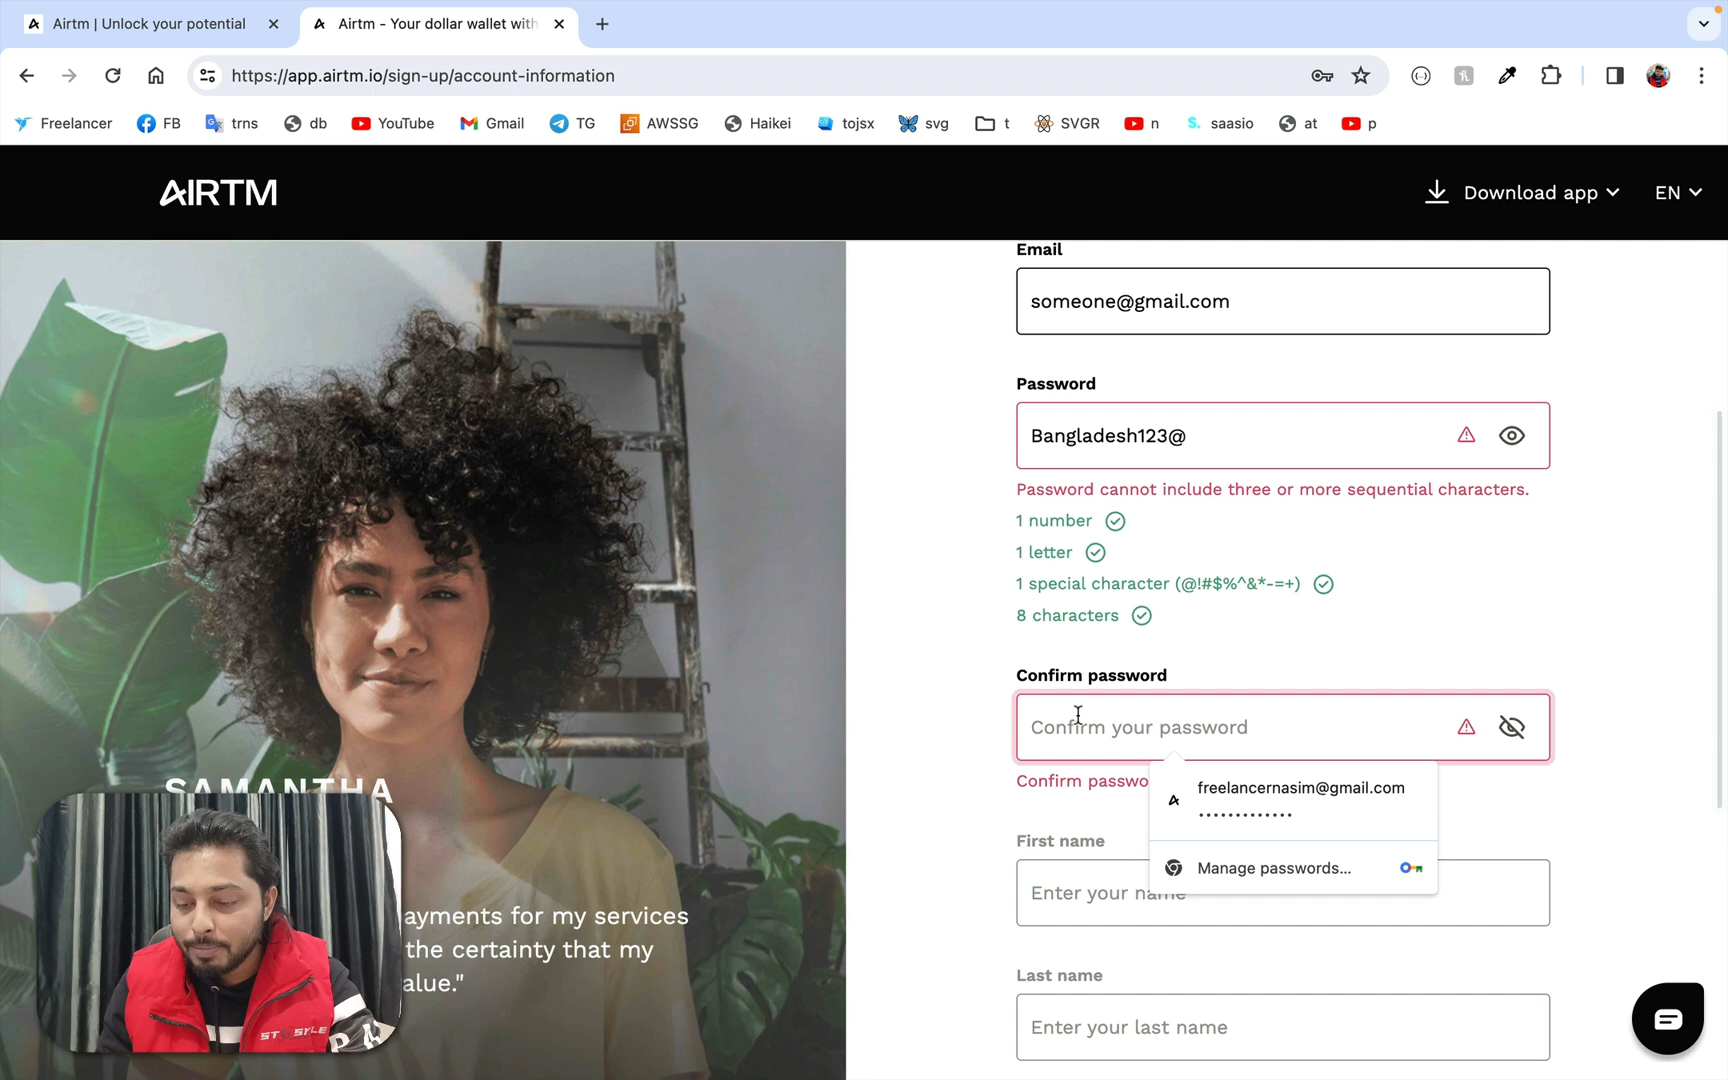 Airtm | Unlock your potential
Airtm - Your dollar wallet with
https://app.airtm.io/sign-up/account-information
Freelancer
FB
trns
db
YouTube
Gmail
TG
AWSSG
Haikei
tojsx
svg
t
SVGR
n
saasio
at
p
AIRTM
Download app
EN
Email
someone@gmail.com
Password
Bangladesh123@
Password cannot include three or more sequential characters.
1 number
1 letter
1 special character (@!#$%^&*-=+)
8 characters
Confirm password
Confirm your password
Confirm passwo
freelancernasim@gmail.com
•••••••••••••
Manage passwords...
First name
Enter your name
Last name
Enter your last name
SAMANTHA
ayments for my services
the certainty that my
alue."